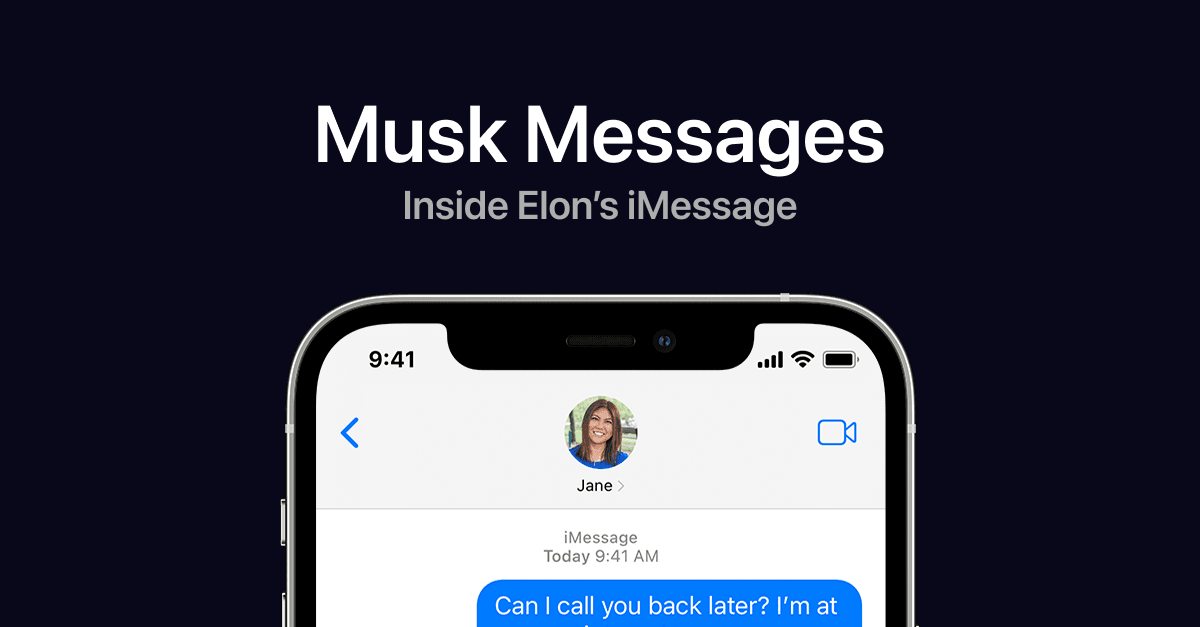 Musk Messages
Inside Elon’s iMessage
9:41
Jane
iMessage
Today 9:41 AM
Can I call you back later? I’m at